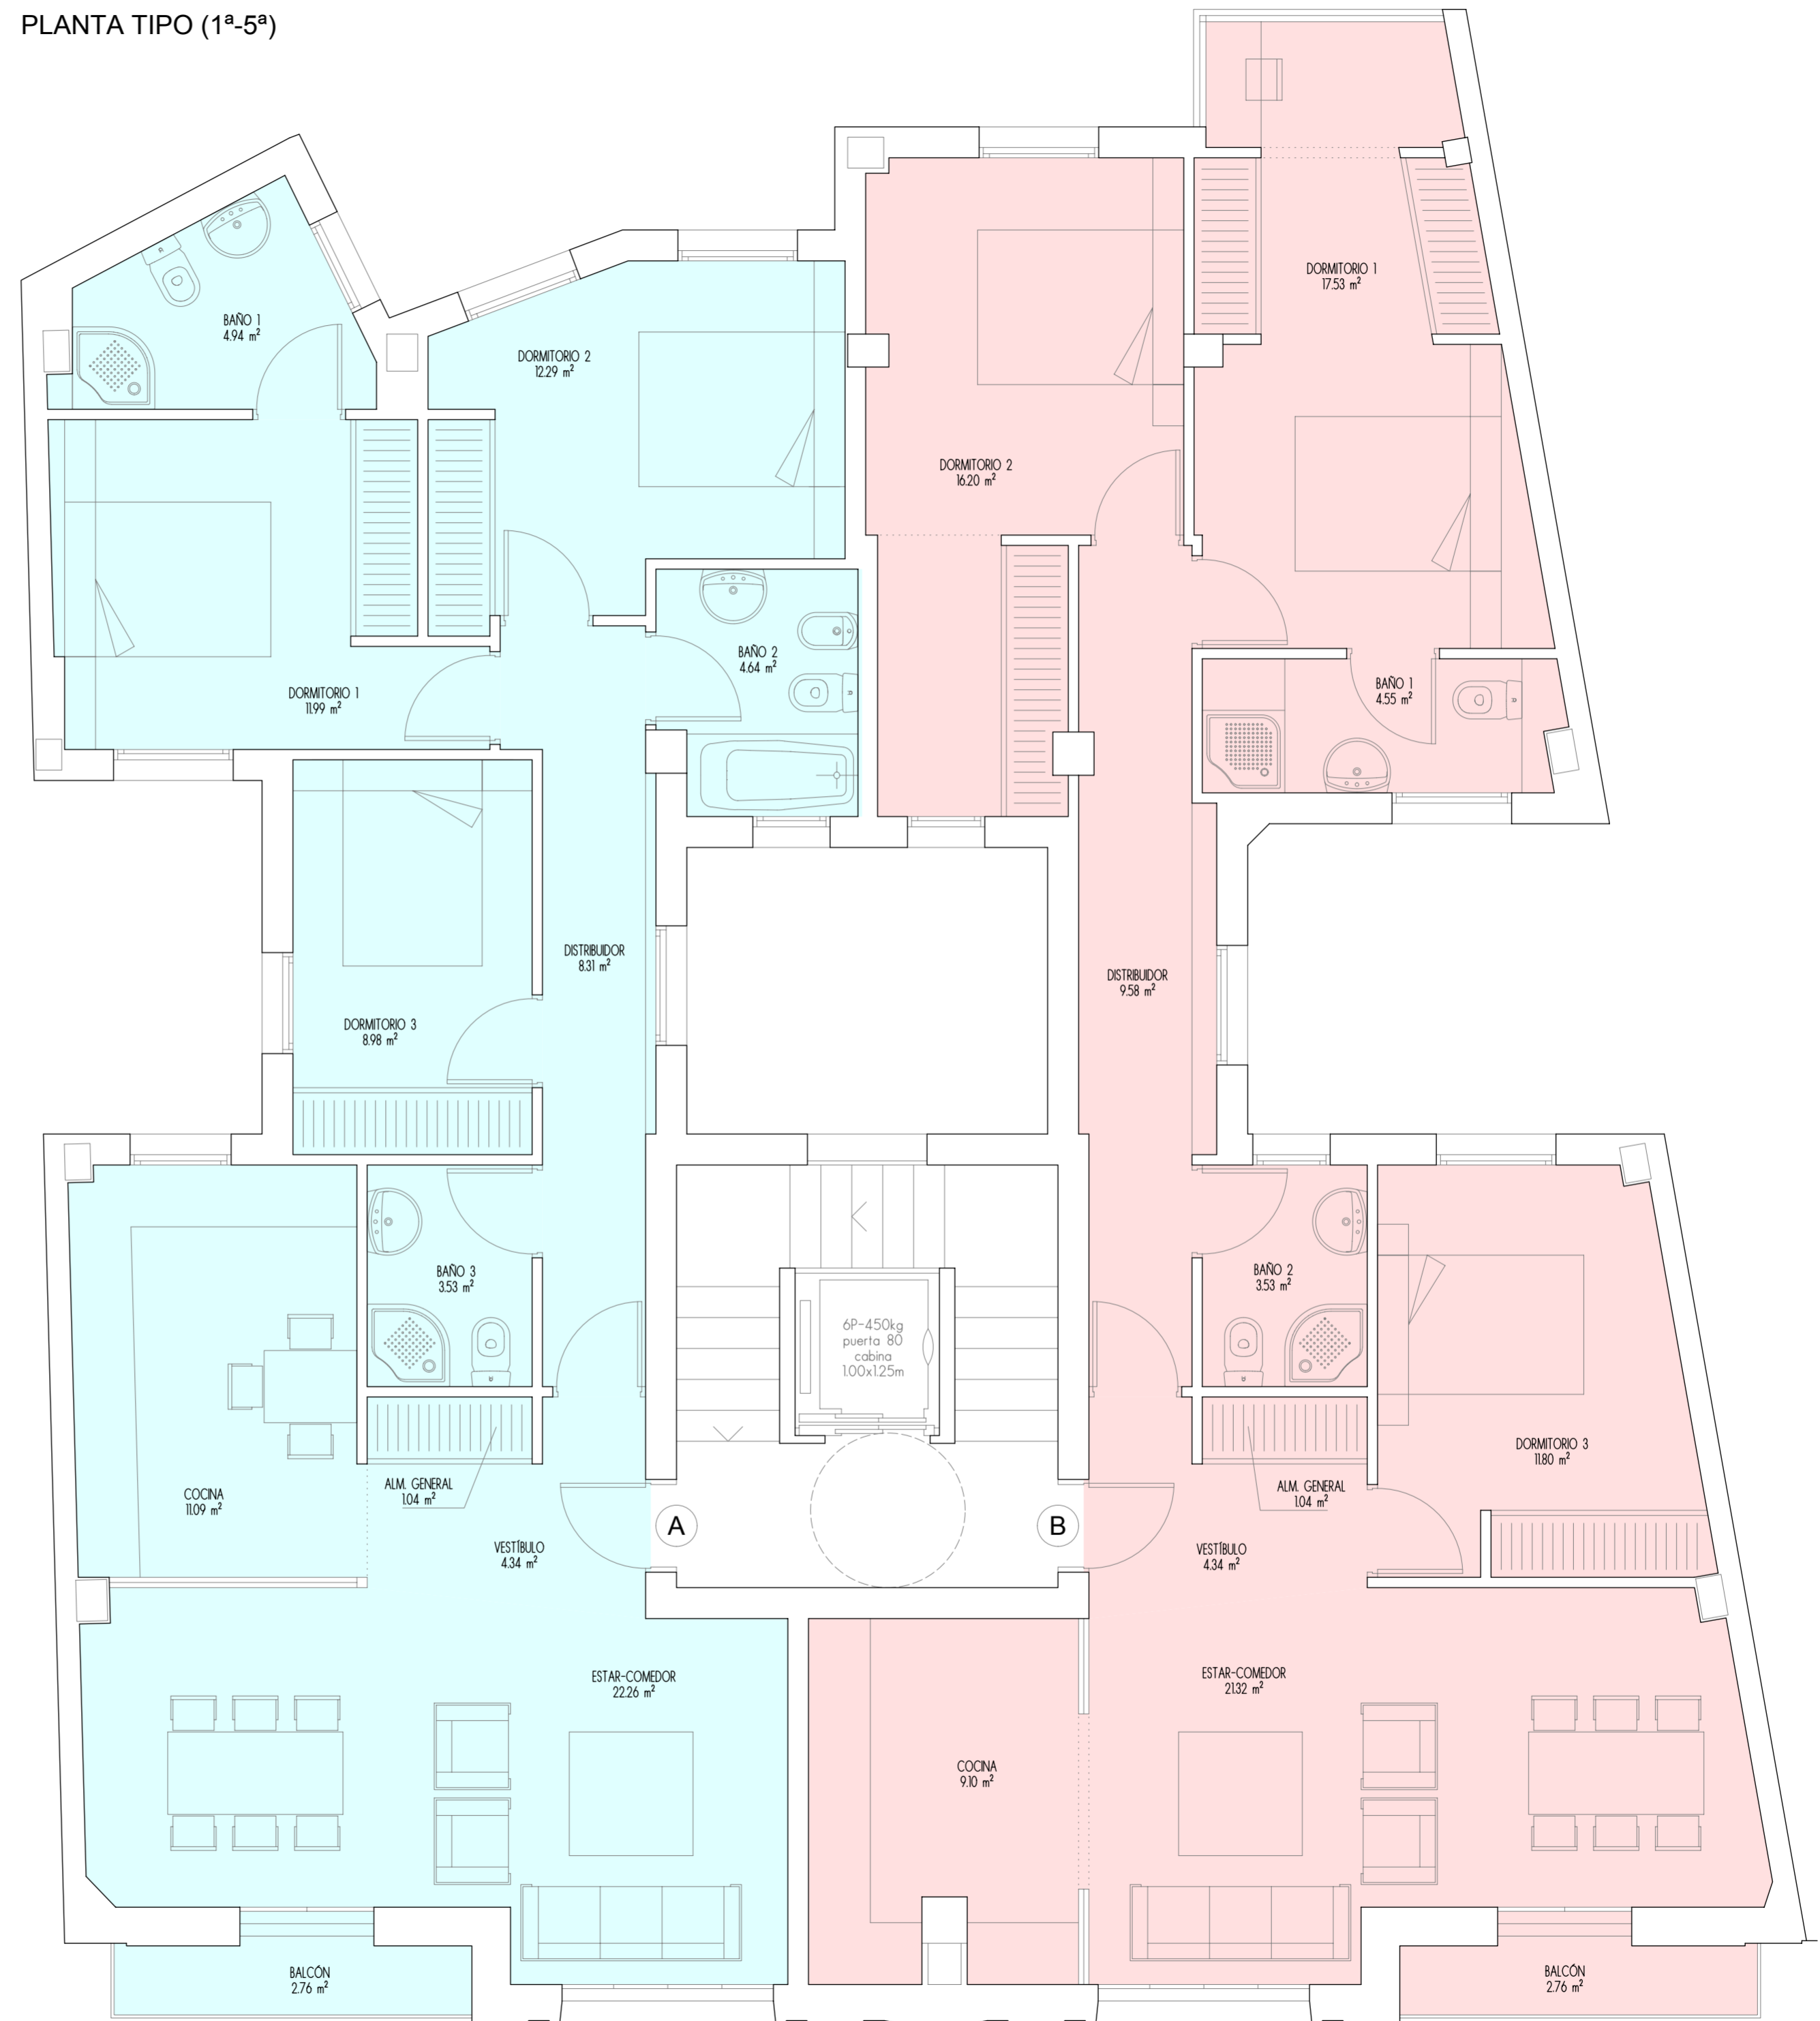 PLANTA TIPO (1ª-5ª)
DORMITORIO 1
17.53 m²
BAÑO 1
4.94 m²
DORMITORIO 2
12.29 m²
DORMITORIO 2
16.20 m²
BAÑO 2
4.64 m²
DORMITORIO 1
11.99 m²
BAÑO 1
4.55 m²
DISTRIBUIDOR
8.31 m²
DISTRIBUIDOR
9.58 m²
DORMITORIO 3
8.98 m²
BAÑO 3
3.53 m²
BAÑO 2
3.53 m²
6P-450kg
puerta 80
cabina
1.00x1.25m
DORMITORIO 3
11.80 m²
COCINA
11.09 m²
ALM. GENERAL
1.04 m²
ALM. GENERAL
1.04 m²
A
B
VESTÍBULO
4.34 m²
VESTÍBULO
4.34 m²
ESTAR-COMEDOR
22.26 m²
ESTAR-COMEDOR
21.32 m²
COCINA
9.10 m²
BALCÓN
2.76 m²
BALCÓN
2.76 m²